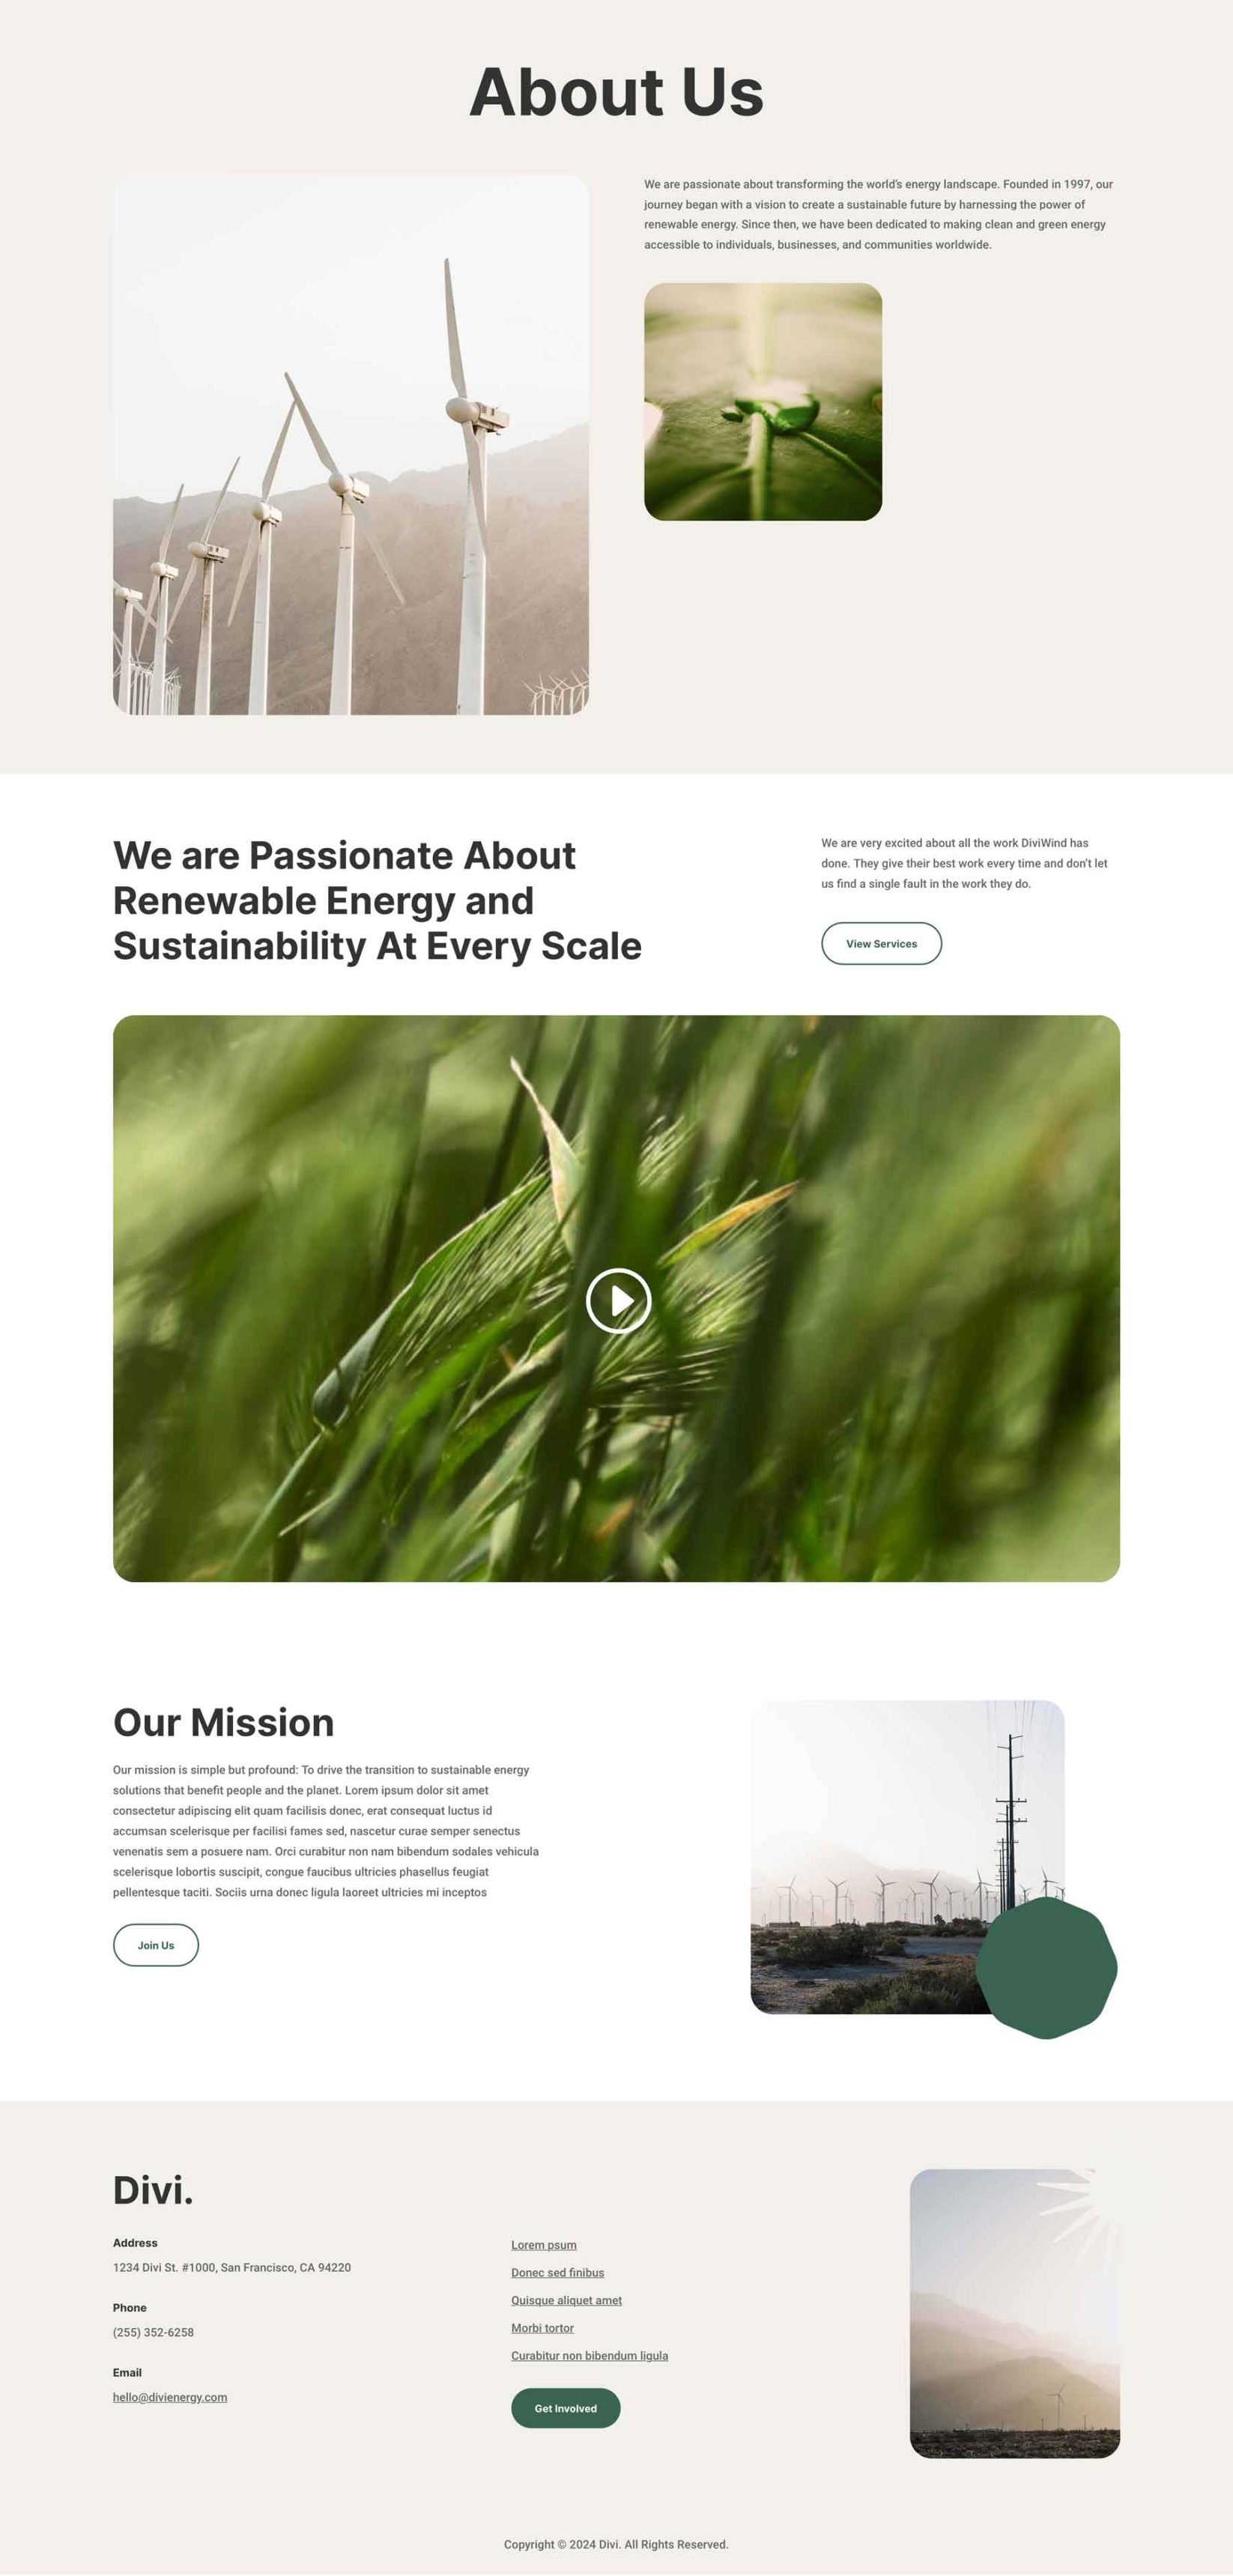 About Us
We are passionate about transforming the world’s energy landscape. Founded in 1997, our
journey began with a vision to create a sustainable future by harnessing the power of
renewable energy. Since then, we have been dedicated to making clean and green energy
accessible to individuals, businesses, and communities worldwide.
We are Passionate About
Renewable Energy and
Sustainability At Every Scale
We are very excited about all the work DiviWind has
done. They give their best work every time and don’t let
us find a single fault in the work they do.
View Services
Our Mission
Our mission is simple but profound: To drive the transition to sustainable energy
solutions that benefit people and the planet. Lorem ipsum dolor sit amet
consectetur adipiscing elit quam facilisis donec, erat consequat luctus id
accumsan scelerisque per facilisi fames sed, nascetur curae semper senectus
venenatis sem a posuere nam. Orci curabitur non nam bibendum sodales vehicula
scelerisque lobortis suscipit, congue faucibus ultricies phasellus feugiat
pellentesque taciti. Sociis urna donec ligula laoreet ultricies mi inceptos
Join Us
Divi.
Address
1234 Divi St. #1000, San Francisco, CA 94220
Phone
(255) 352-6258
Email
hello@divienergy.com
Lorem psum
Donec sed finibus
Quisque aliquet amet
Morbi tortor
Curabitur non bibendum ligula
Get Involved
Copyright © 2024 Divi. All Rights Reserved.